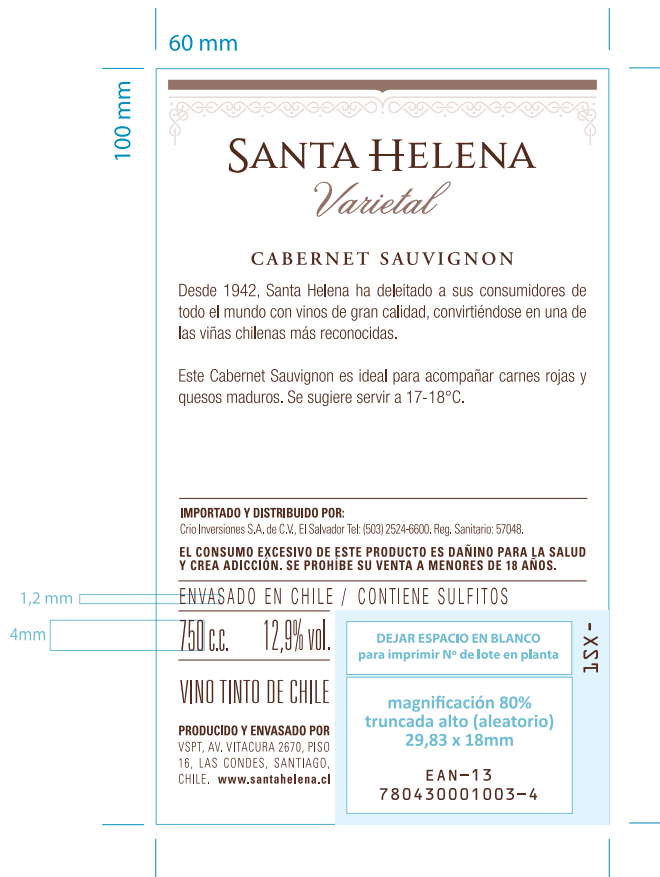 60 mm
100 mm
SANTA HELENA
Varietal
CABERNET SAUVIGNON
Desde 1942, Santa Helena ha deleitado a sus consumidores de
todo el mundo con vinos de gran calidad, convirtiéndose en una de
las viñas chilenas más reconocidas.
Este Cabernet Sauvignon es ideal para acompañar carnes rojas y
quesos maduros. Se sugiere servir a 17-18°C.
IMPORTADO Y DISTRIBUIDO POR:
Crio Inversiones S.A. de C.V., El Salvador Tel: (503) 2524-6600. Reg. Sanitario: 57048.
EL CONSUMO EXCESIVO DE ESTE PRODUCTO ES DAÑINO PARA LA SALUD
Y CREA ADICCIÓN. SE PROHÍBE SU VENTA A MENORES DE 18 AÑOS.
1,2 mm
ENVASADO EN CHILE / CONTIENE SULFITOS
4mm
750 c.c. 12,9% vol.
VINO TINTO DE CHILE
PRODUCIDO Y ENVASADO POR
VSPT, AV. VITACURA 2670, PISO
16, LAS CONDES, SANTIAGO,
CHILE. www.santahelena.cl
DEJAR ESPACIO EN BLANCO
para imprimir Nº de lote en planta
magnificación 80%
truncada alto (aleatorio)
29,83 x 18mm
EAN-13
780430001003-4